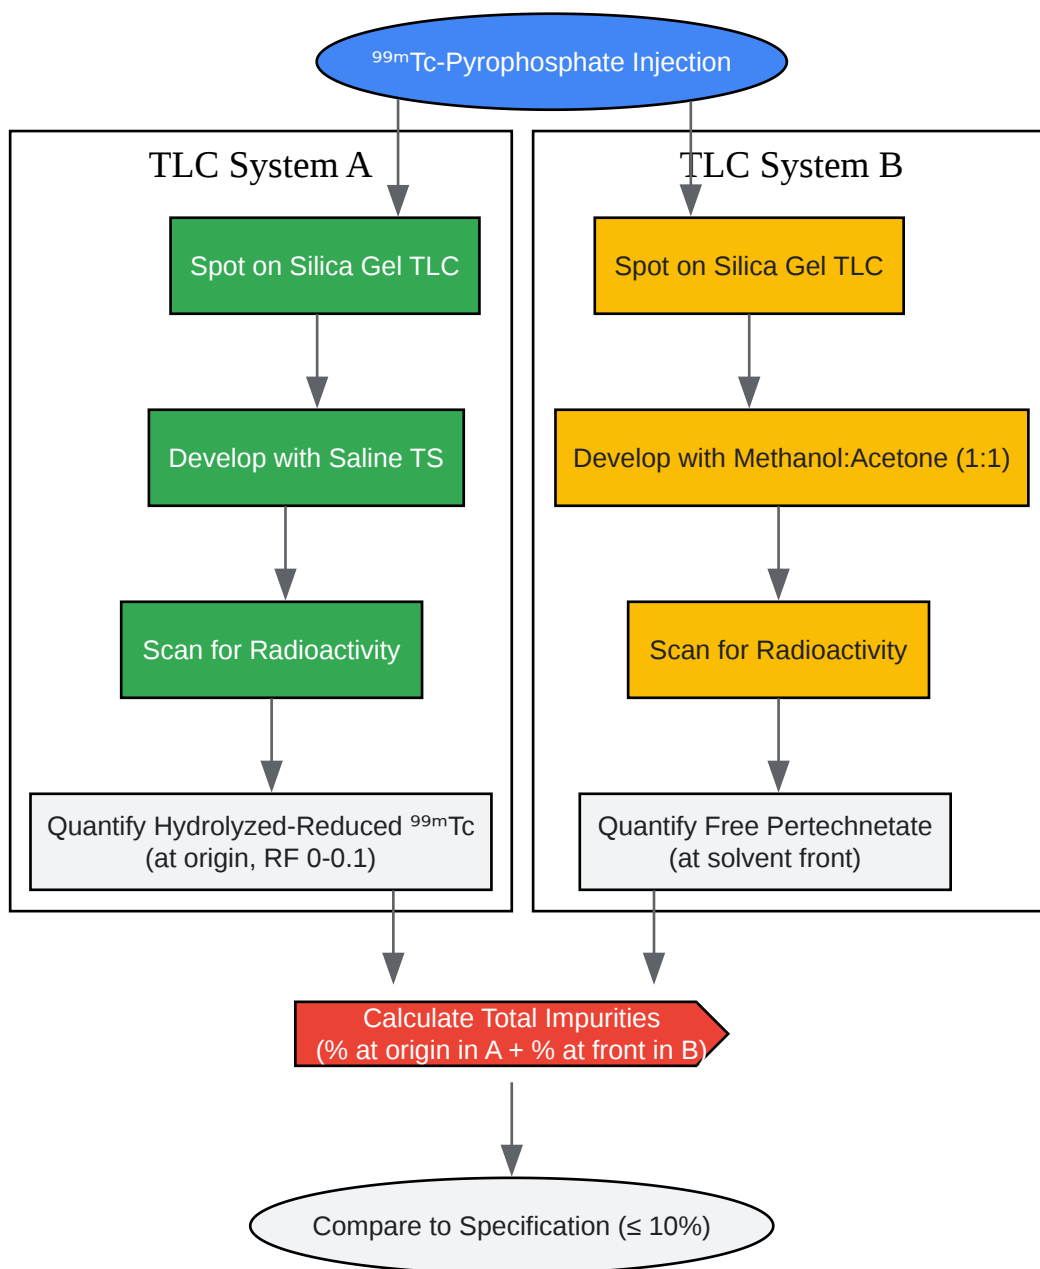 ⁹⁹ᵐTc-Pyrophosphate Injection
TLC System A
Spot on Silica Gel TLC
Develop with Saline TS
Scan for Radioactivity
Quantify Hydrolyzed-Reduced ⁹⁹ᵐTc
(at origin, RF 0-0.1)
TLC System B
Spot on Silica Gel TLC
Develop with Methanol:Acetone (1:1)
Scan for Radioactivity
Quantify Free Pertechnetate
(at solvent front)
Calculate Total Impurities
(% at origin in A + % at front in B)
Compare to Specification (≤ 10%)